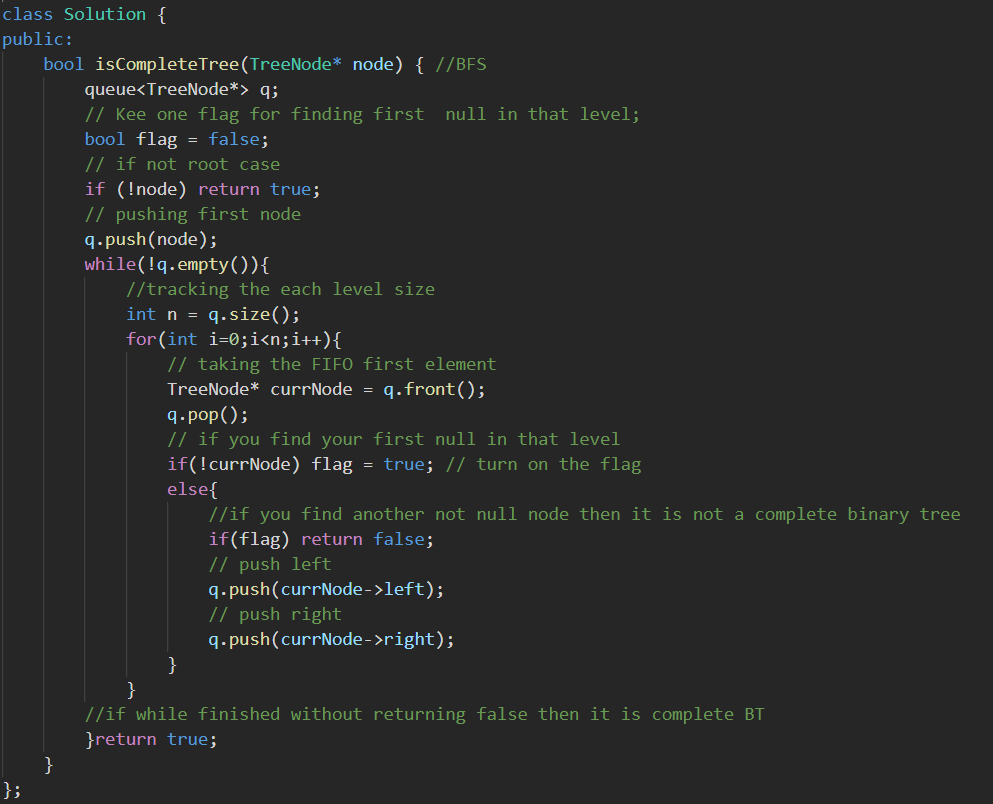 class Solution {
public:
    bool isCompleteTree(TreeNode* node) { //BFS
        queue<TreeNode*> q;
        // Kee one flag for finding first  null in that level;
        bool flag = false;
        // if not root case
        if (!node) return true;
        // pushing first node
        q.push(node);
        while(!q.empty()){
            //tracking the each level size
            int n = q.size();
            for(int i=0;i<n;i++){
                // taking the FIFO first element
                TreeNode* currNode = q.front();
                q.pop();
                // if you find your first null in that level
                if(!currNode) flag = true; // turn on the flag
                else{
                    //if you find another not null node then it is not a complete binary tree
                    if(flag) return false;
                    // push left
                    q.push(currNode->left);
                    // push right
                    q.push(currNode->right);
                }
            }
        //if while finished without returning false then it is complete BT
        }return true;
    }
};